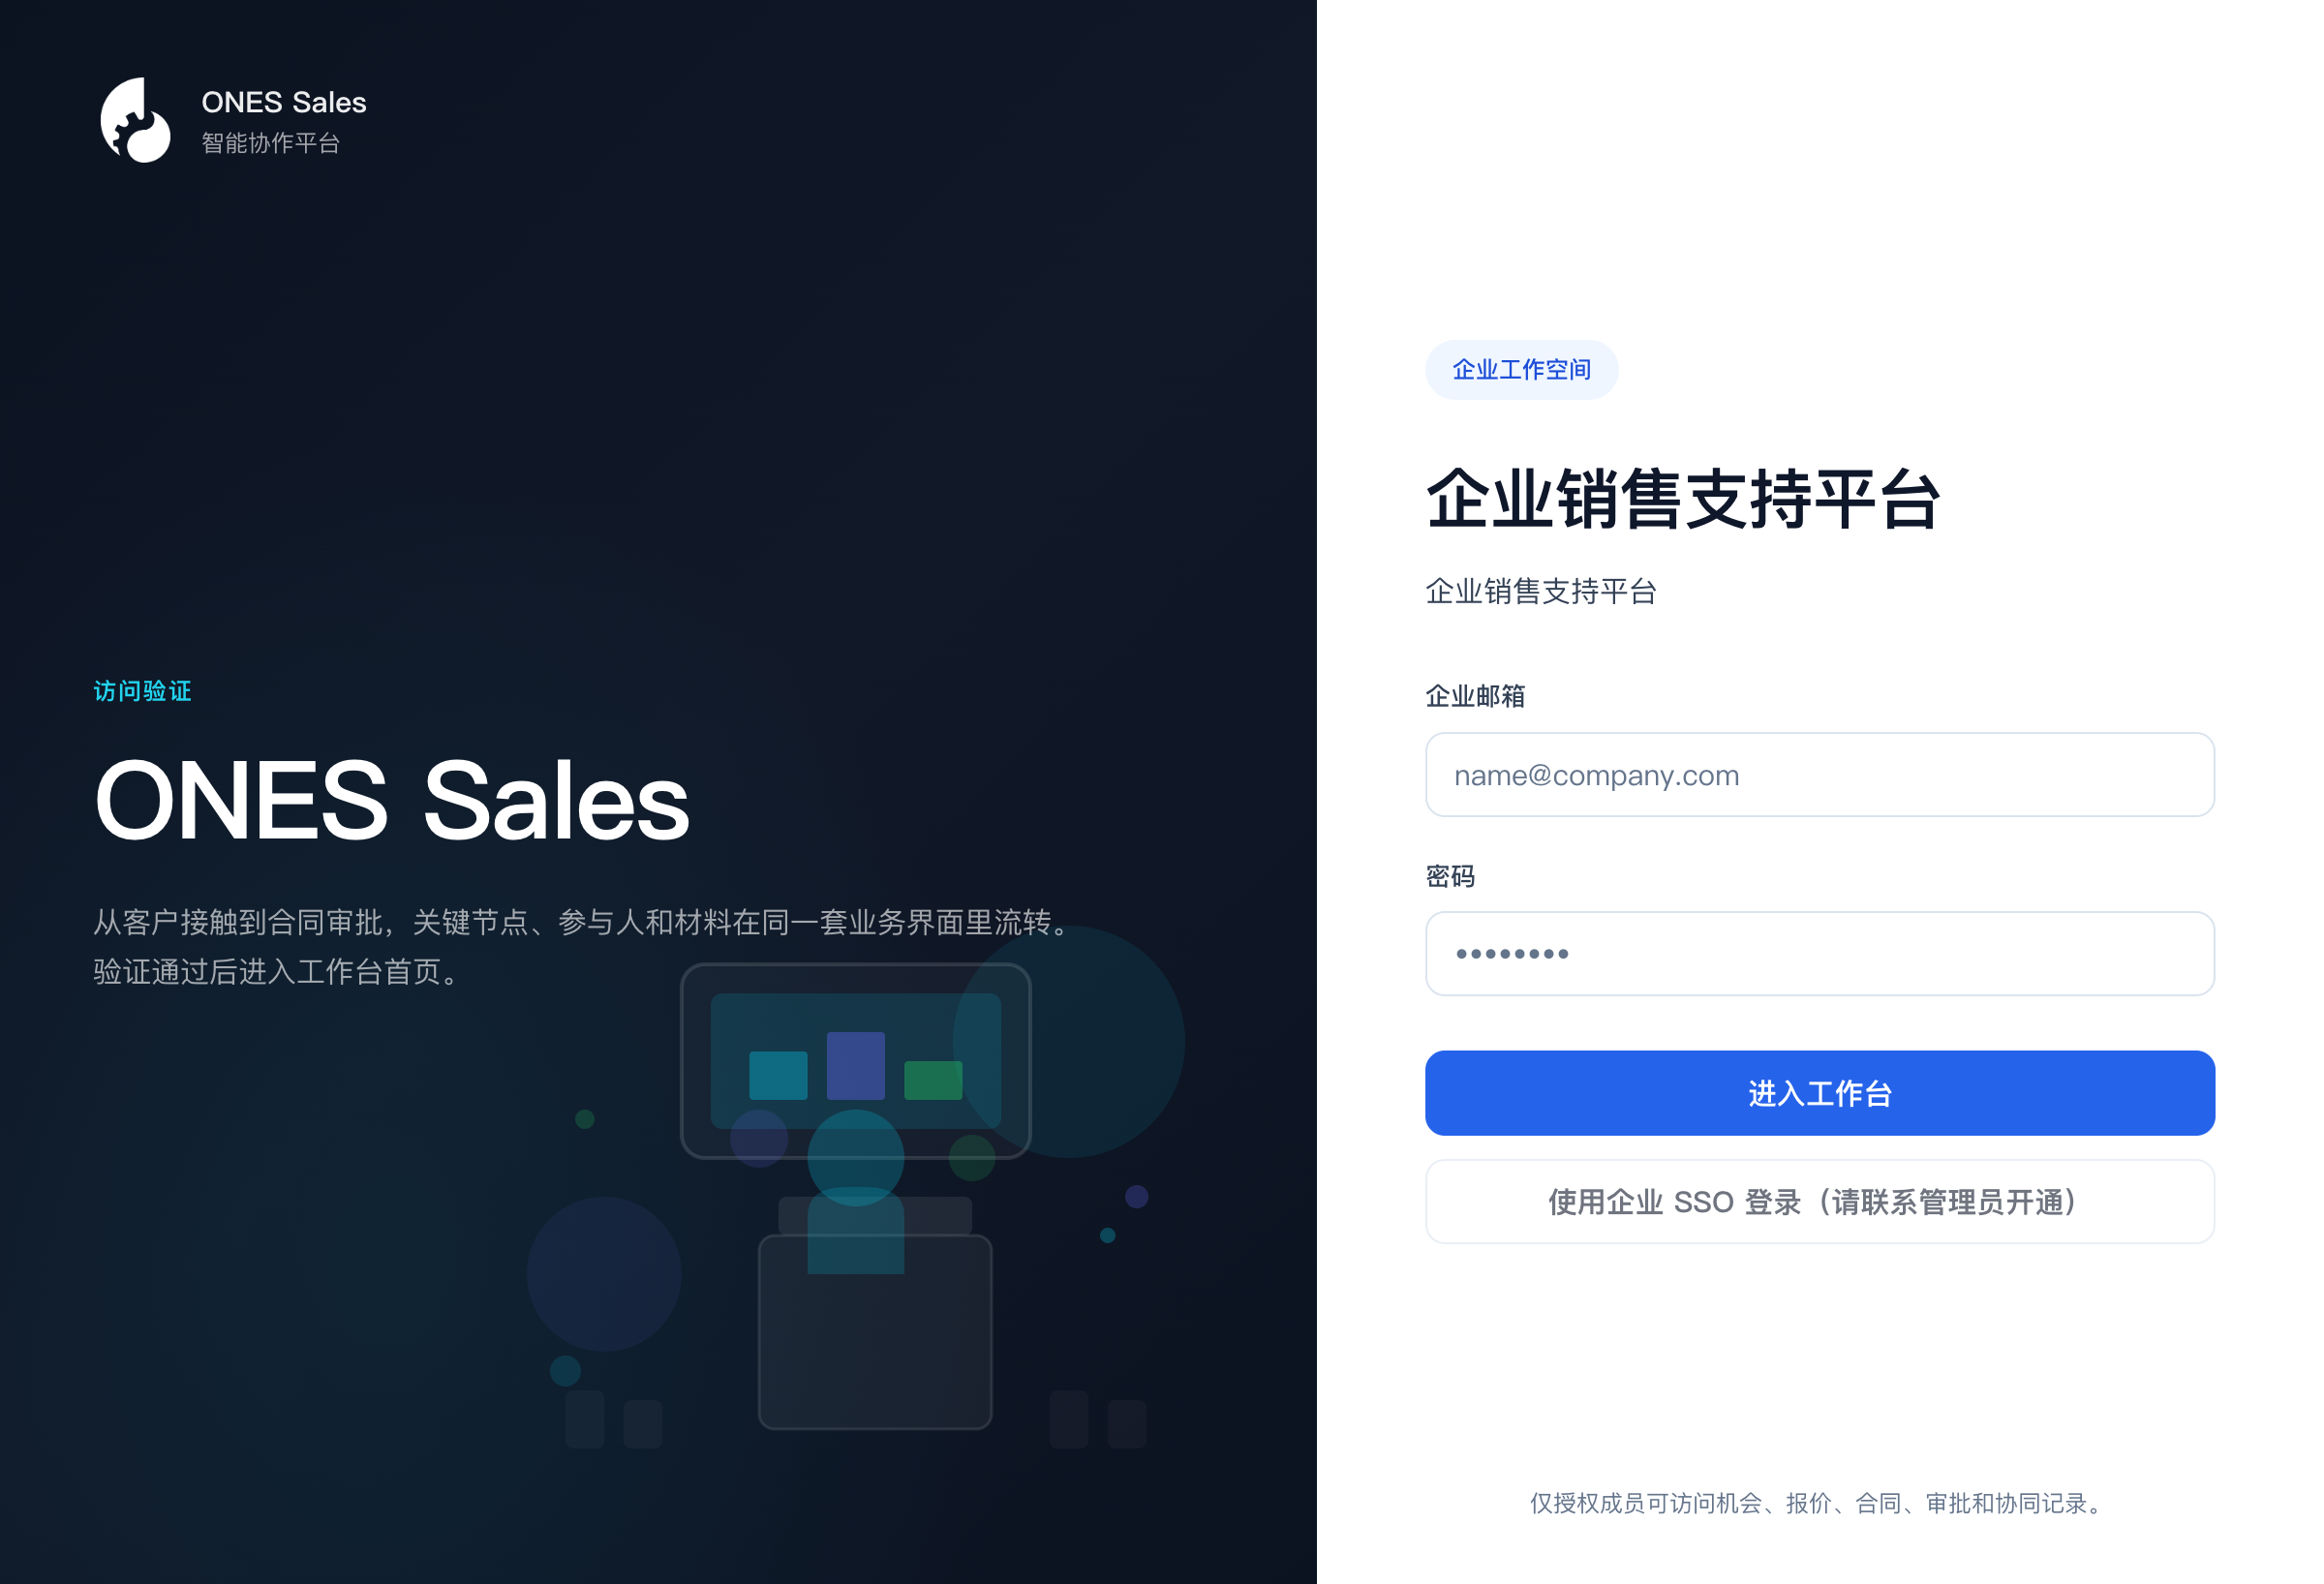 ONES Sales
智能协作平台
访问验证
ONES Sales
从客户接触到合同审批，关键节点、参与人和材料在同一套业务界面里流转。
验证通过后进入工作台首页。
企业工作空间
企业销售支持平台
企业销售支持平台
企业邮箱
name@company.com
密码
••••••••
进入工作台
使用企业 SSO 登录（请联系管理员开通）
仅授权成员可访问机会、报价、合同、审批和协同记录。